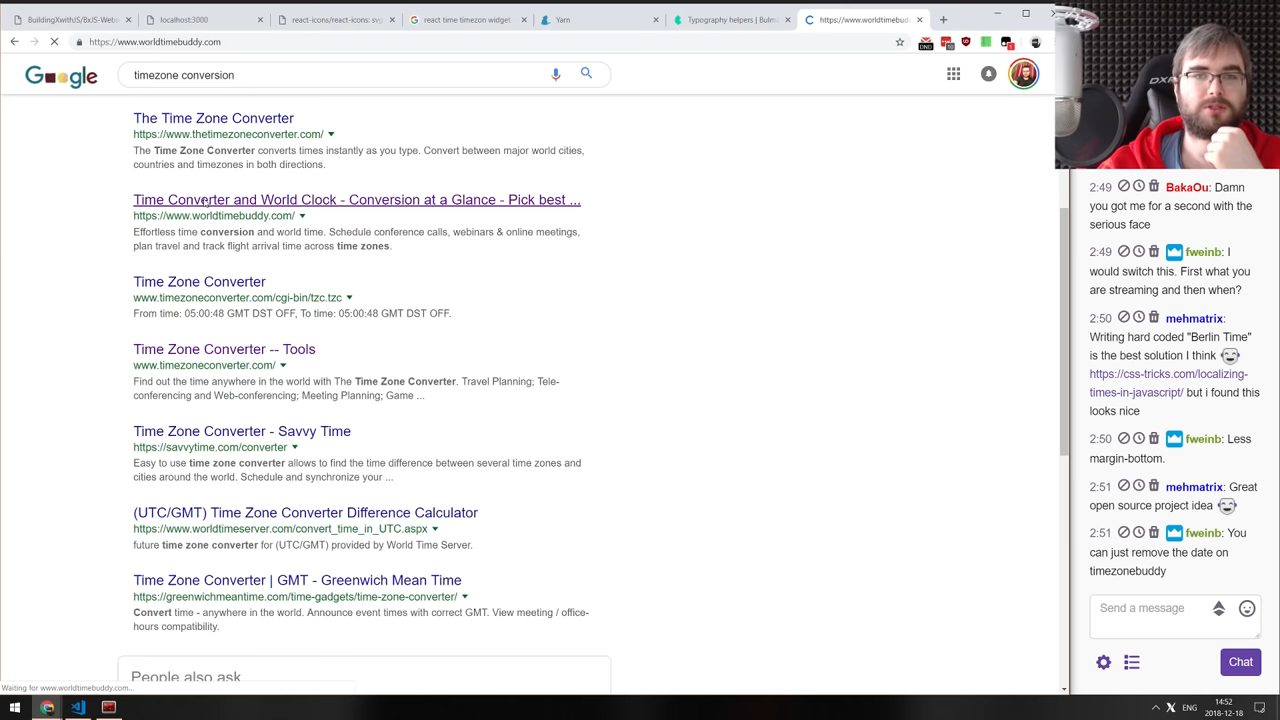 BuildingXwithJS/BxJS-Webu
localhost:3000
react-icons/react-icons: svg
react time timezon widget
Yarn
Typography helpers | Bulm
https://www.worldtimebuddy
https://www.worldtimebuddy.com
DND
Google
timezone conversion
The Time Zone Converter
https://www.thetimezoneconverter.com/
The Time Zone Converter converts times instantly as you type. Convert between major world cities,
countries and timezones in both directions.
Time Converter and World Clock - Conversion at a Glance - Pick best ...
https://www.worldtimebuddy.com/
Effortless time conversion and world time. Schedule conference calls, webinars & online meetings,
plan travel and track flight arrival time across time zones.
Time Zone Converter
www.timezoneconverter.com/cgi-bin/tzc.tzc
From time: 05:00:48 GMT DST OFF, To time: 05:00:48 GMT DST OFF.
Time Zone Converter -- Tools
www.timezoneconverter.com/
Find out the time anywhere in the world with The Time Zone Converter. Travel Planning; Tele-
conferencing and Web-conferencing; Meeting Planning; Game ...
Time Zone Converter - Savvy Time
https://savvytime.com/converter
Easy to use time zone converter allows to find the time difference between several time zones and
cities around the world. Schedule and synchronize your ...
(UTC/GMT) Time Zone Converter Difference Calculator
https://www.worldtimeserver.com/convert_time_in_UTC.aspx
future time zone converter for (UTC/GMT) provided by World Time Server.
Time Zone Converter | GMT - Greenwich Mean Time
https://greenwichmeantime.com/time-gadgets/time-zone-converter/
Convert time - anywhere in the world. Announce event times with correct GMT. View meeting / office-
hours compatibility.
People also ask
Waiting for www.worldtimebuddy.com...
2:49 BakaOu: Damn
you got me for a second with the
serious face
2:49 fweinb: I
would switch this. First what you
are streaming and then when?
2:50 mehmatrix:
Writing hard coded "Berlin Time"
is the best solution I think
https://css-tricks.com/localizing-
times-in-javascript/ but i found this
looks nice
2:50 fweinb: Less
margin-bottom.
2:51 mehmatrix: Great
open source project idea
2:51 fweinb: You
can just remove the date on
timezonebuddy
Send a message
Chat
ENG
14:52
2018-12-18